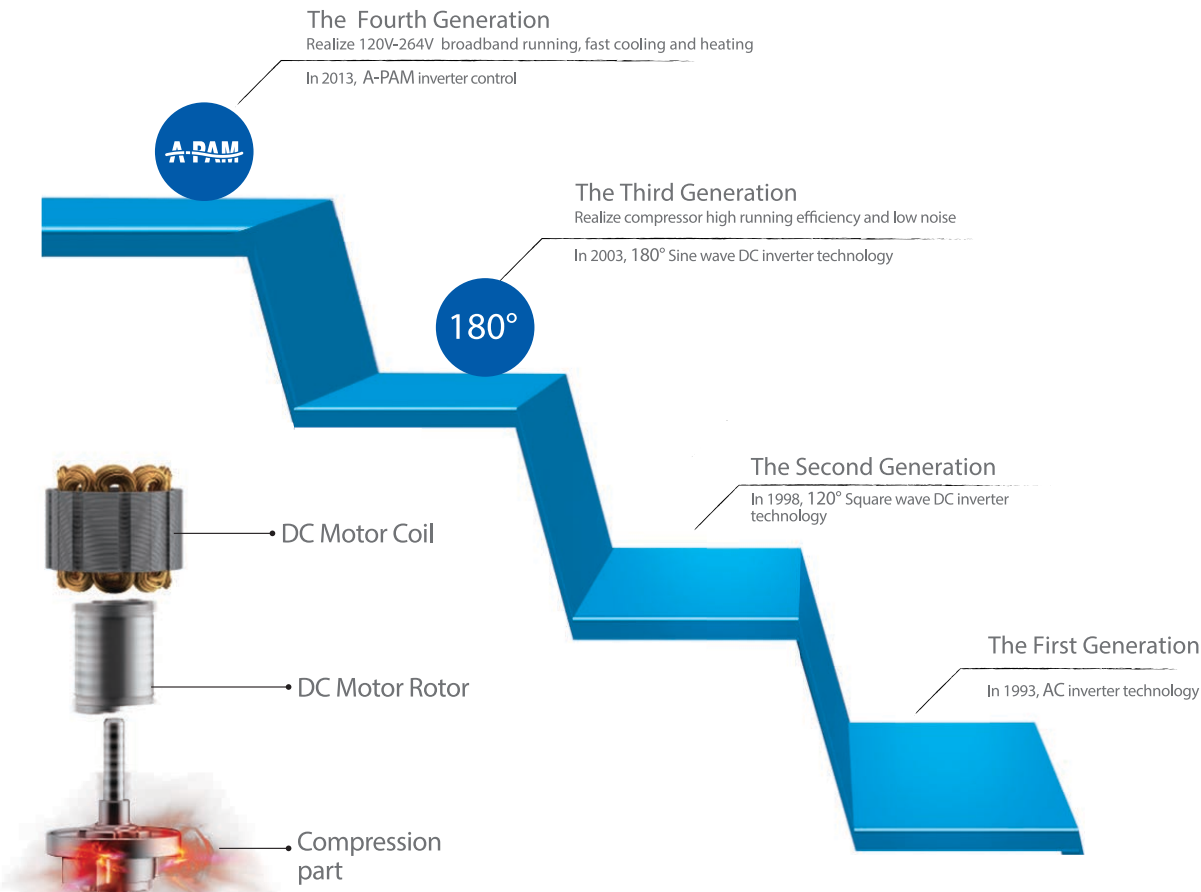 The Fourth Generation
Realize 120V-264V broadband running, fast cooling and heating
In 2013, A-PAM inverter control
A-PAM
The Third Generation
Realize compressor high running efficiency and low noise
In 2003, 180° Sine wave DC inverter technology
180°
The Second Generation
In 1998, 120° Square wave DC inverter
technology
DC Motor Coil
The First Generation
In 1993, AC inverter technology
DC Motor Rotor
Compression
part